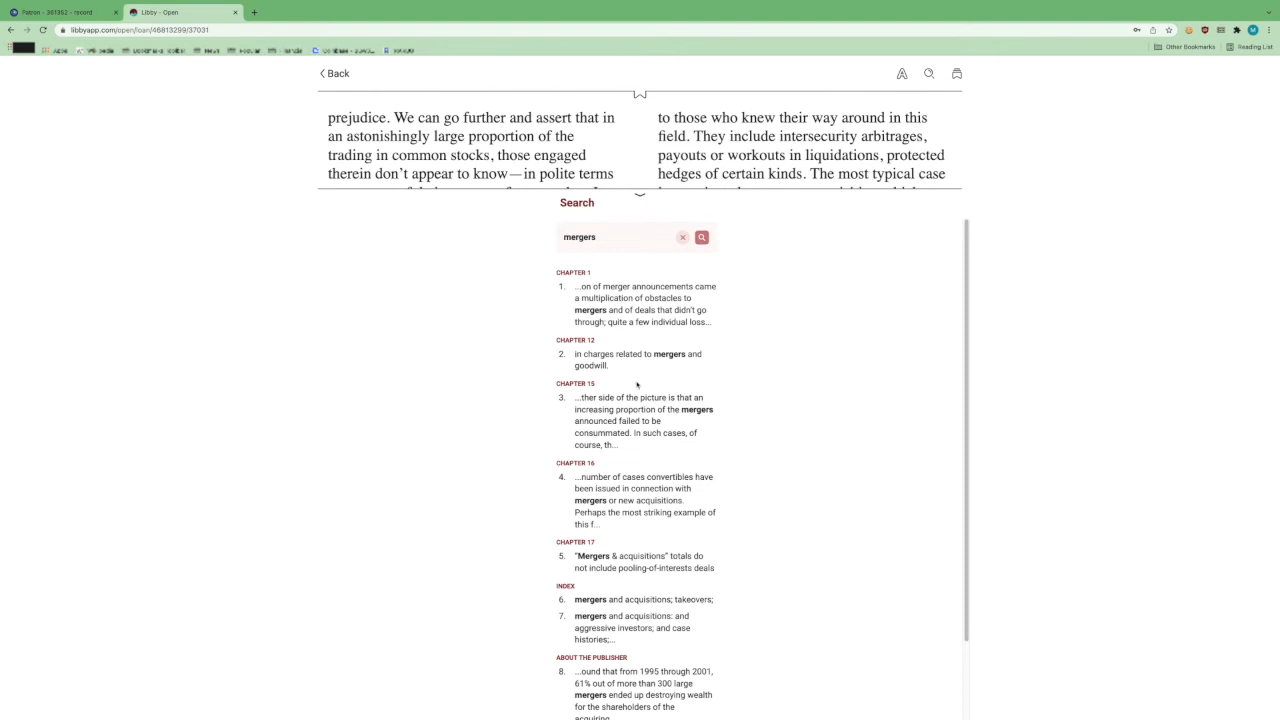 Patron - 381352 - record
Libby - Open
libbyapp.com/open/loan/46813299/37031
M
Other Bookmarks
Reading List
Back
prejudice. We can go further and assert that in
an astonishingly large proportion of the
trading in common stocks, those engaged
therein don’t appear to know—in polite terms
to those who knew their way around in this
field. They include intersecurity arbitrages,
payouts or workouts in liquidations, protected
hedges of certain kinds. The most typical case
Search
mergers
CHAPTER 1
1. ...on of merger announcements came
a multiplication of obstacles to
mergers and of deals that didn’t go
through; quite a few individual loss...
CHAPTER 12
2. in charges related to mergers and
goodwill.
CHAPTER 15
3. ...ther side of the picture is that an
increasing proportion of the mergers
announced failed to be
consummated. In such cases, of
course, th...
CHAPTER 16
4. ...number of cases convertibles have
been issued in connection with
mergers or new acquisitions.
Perhaps the most striking example of
this f...
CHAPTER 17
5. “Mergers & acquisitions” totals do
not include pooling-of-interests deals
INDEX
6. mergers and acquisitions; takeovers;
7. mergers and acquisitions: and
aggressive investors; and case
histories;...
ABOUT THE PUBLISHER
8. ...ound that from 1995 through 2001,
61% out of more than 300 large
mergers ended up destroying wealth
for the shareholders of the
acquiring